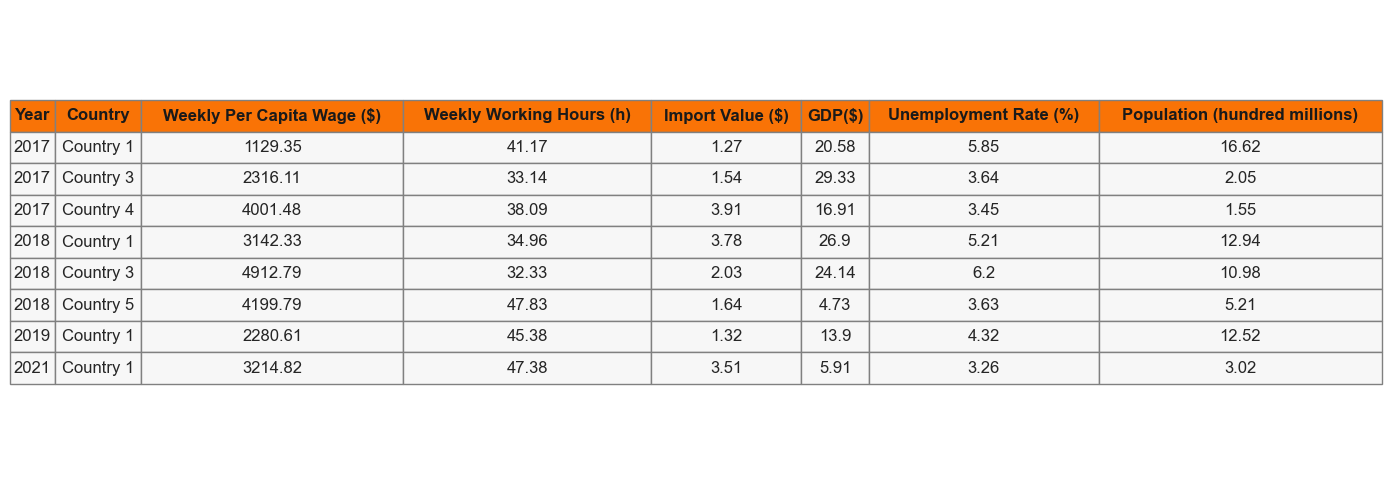 Year Country Weekly Per Capita Wage ($) Weekly Working Hours (h) Import Value ($) GDP($) Unemployment Rate (%) Population (hundred millions)
2017 Country 1 1129.35 41.17 1.27 20.58 5.85 16.62
2017 Country 3 2316.11 33.14 1.54 29.33 3.64 2.05
2017 Country 4 4001.48 38.09 3.91 16.91 3.45 1.55
2018 Country 1 3142.33 34.96 3.78 26.9 5.21 12.94
2018 Country 3 4912.79 32.33 2.03 24.14 6.2 10.98
2018 Country 5 4199.79 47.83 1.64 4.73 3.63 5.21
2019 Country 1 2280.61 45.38 1.32 13.9 4.32 12.52
2021 Country 1 3214.82 47.38 3.51 5.91 3.26 3.02